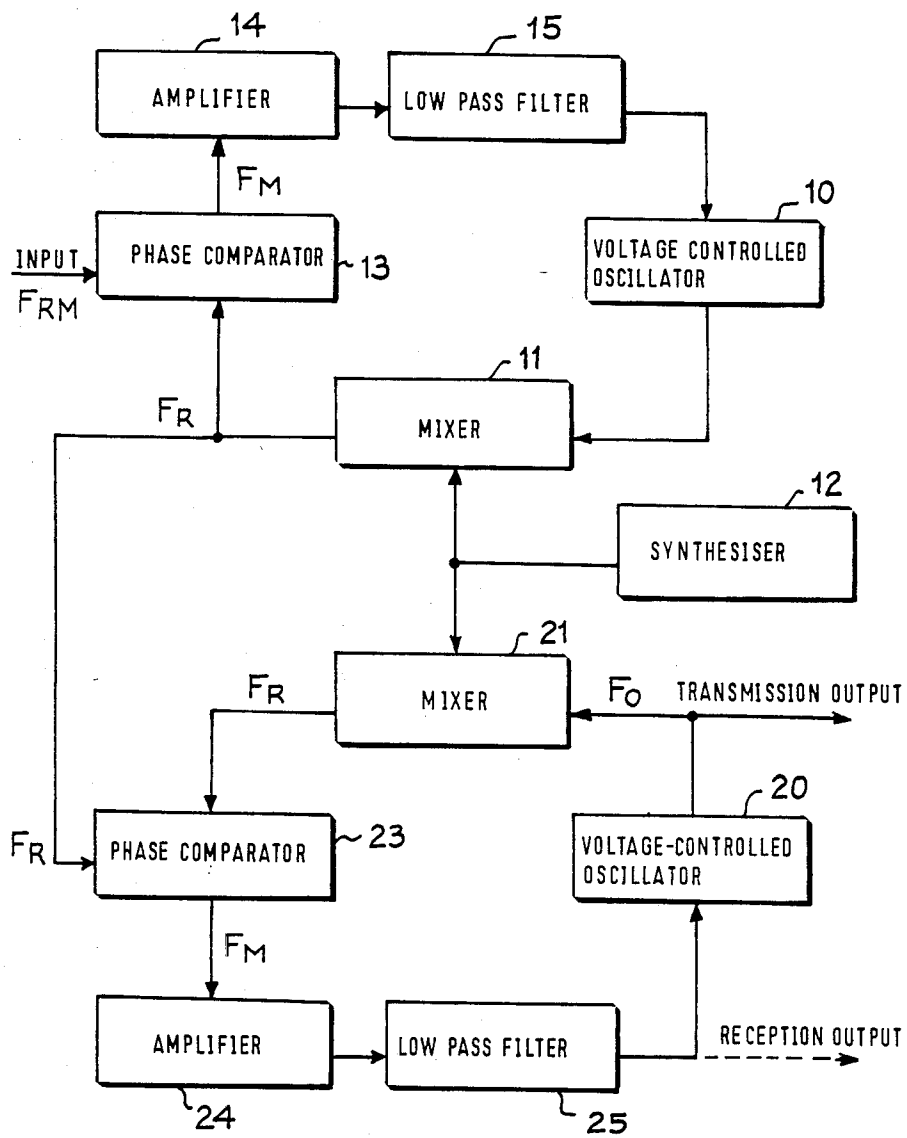 14
AMPLIFIER
15
LOW PASS FILTER
FM
10
VOLTAGE CONTROLLED
OSCILLATOR
INPUT
FRM
PHASE COMPARATOR
13
11
MIXER
FR
12
SYNTHESISER
21
MIXER
FR
FO
TRANSMISSION OUTPUT
20
VOLTAGE-CONTROLLED
OSCILLATOR
FR
PHASE COMPARATOR
23
FM
AMPLIFIER
24
LOW PASS FILTER
25
RECEPTION OUTPUT